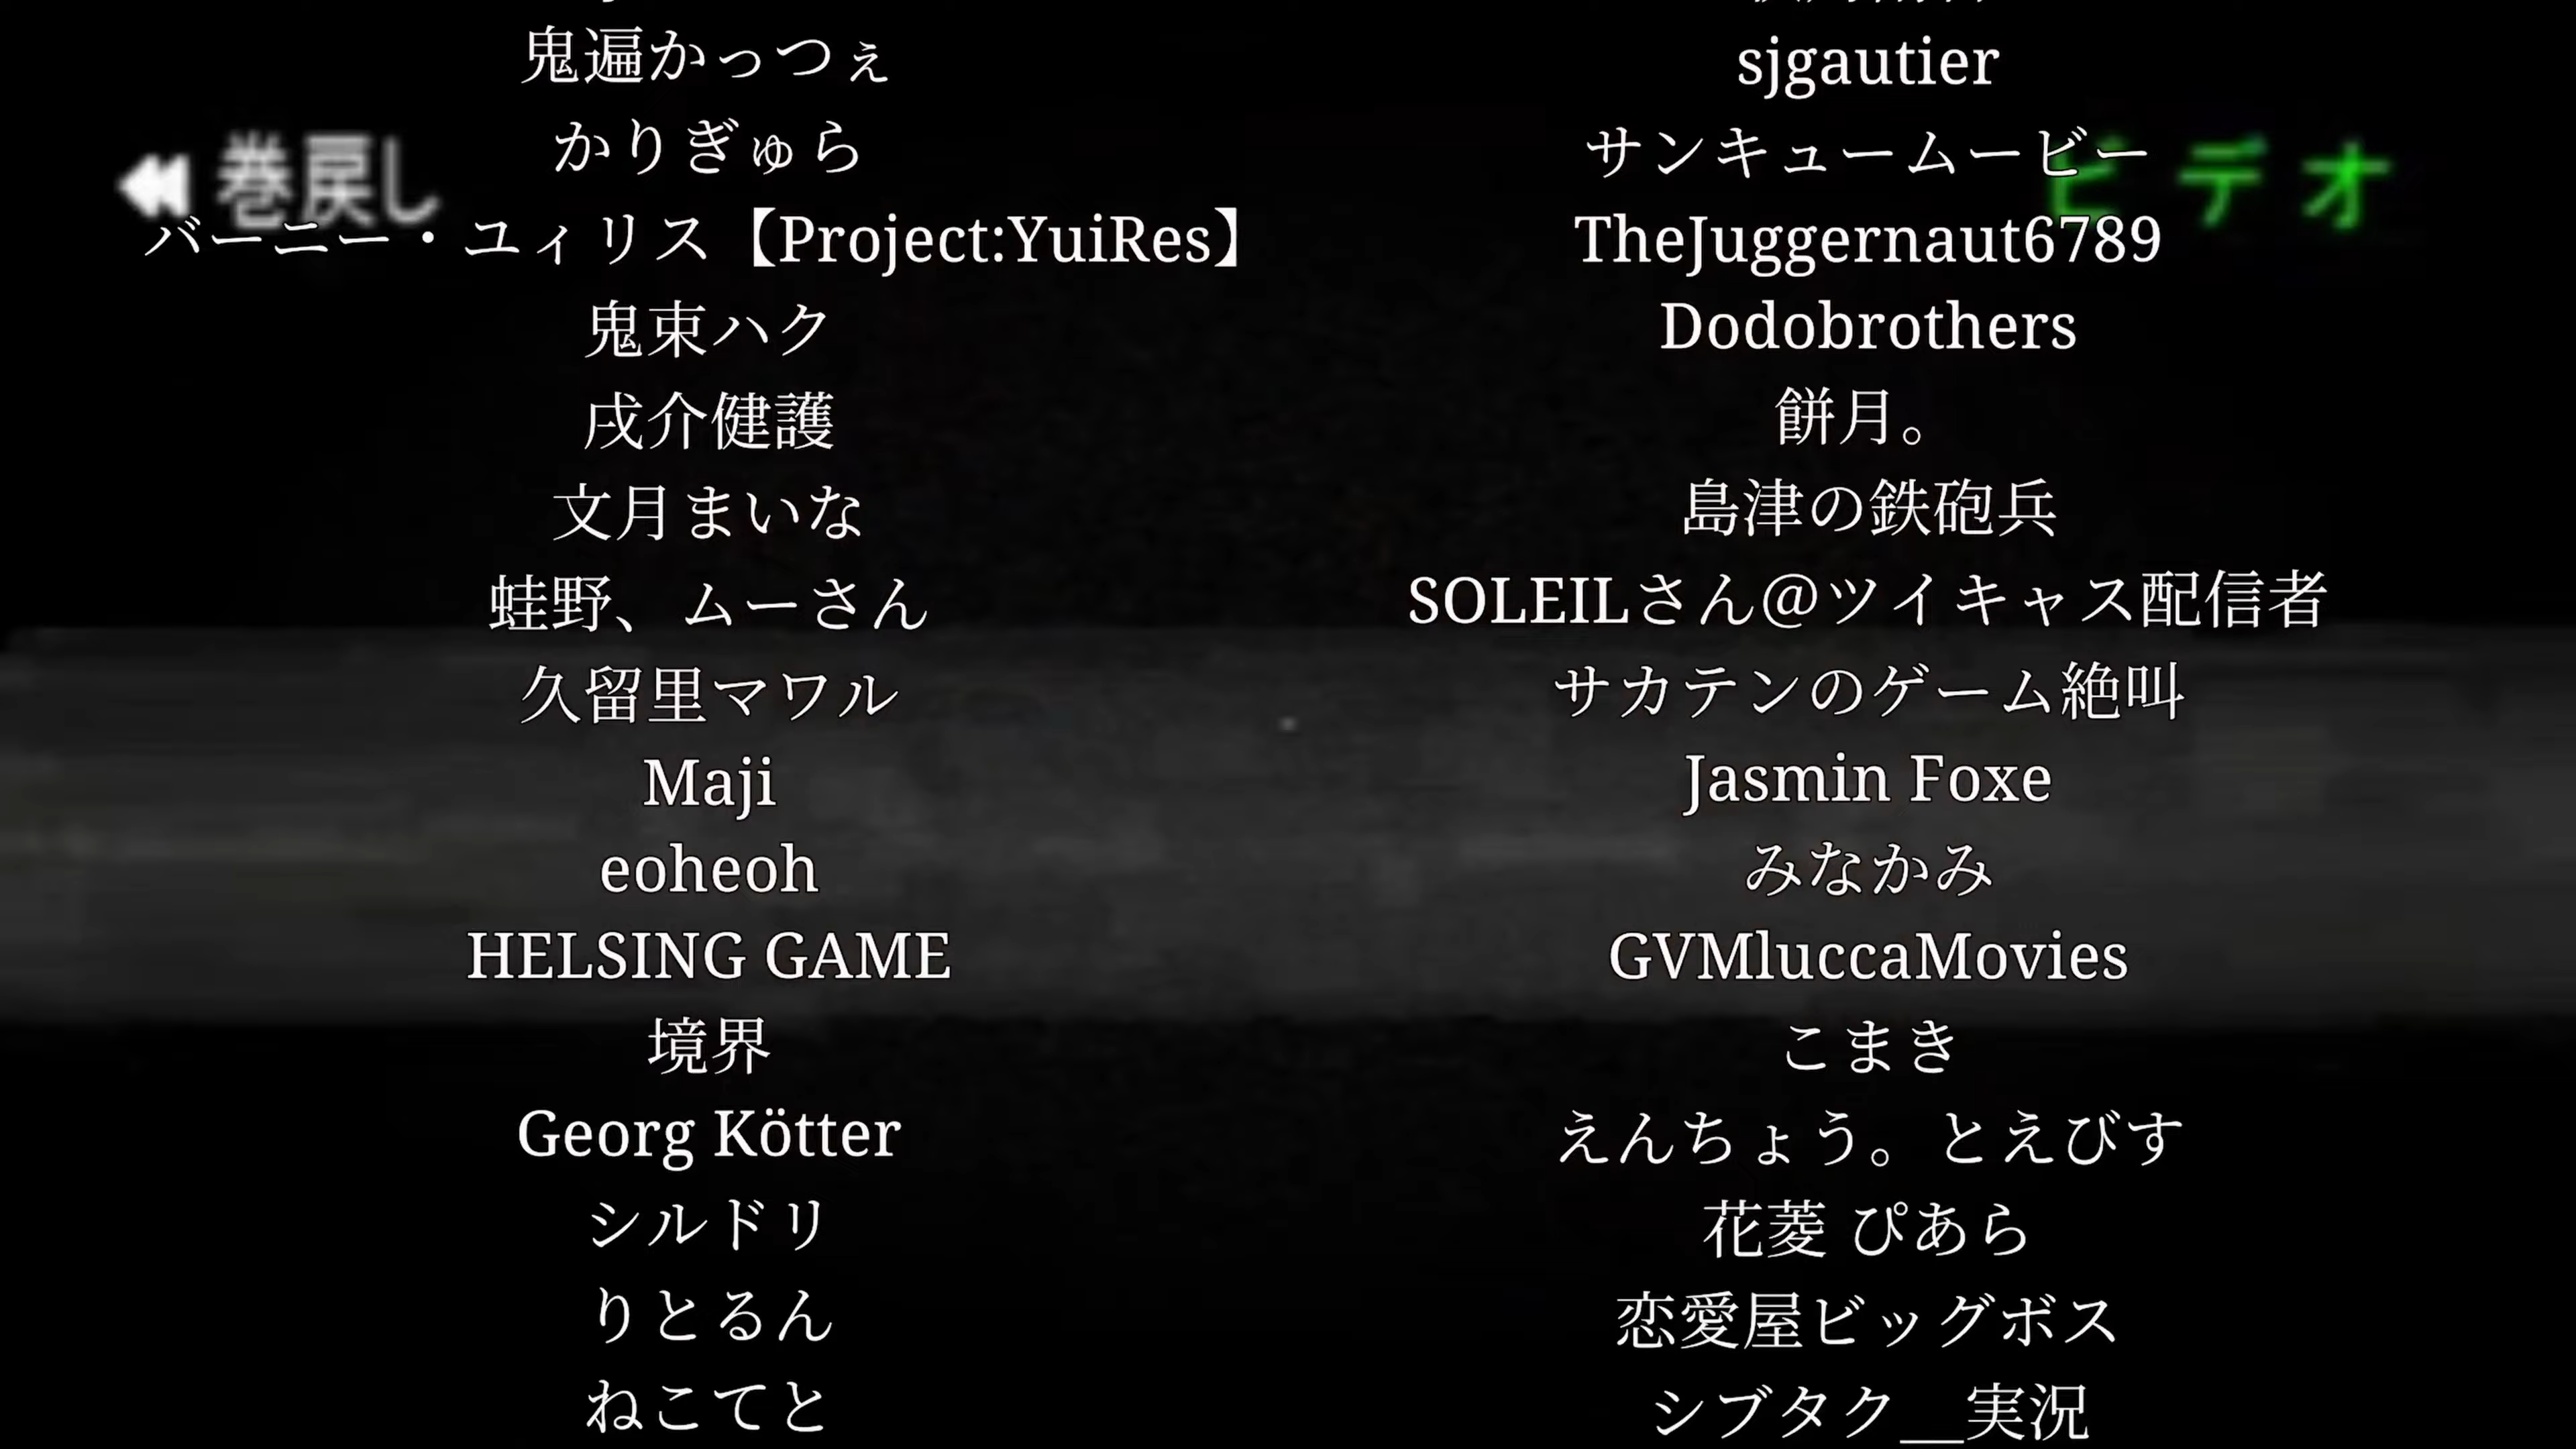 鬼遍かっつぇ
かりぎゅら
バーニー・ユィリス【Project:YuiRes】
鬼束ハク
戌介健護
文月まいな
蛙野、ムーさん
久留里マワル
Maji
eoheoh
HELSING GAME
境界
Georg Kötter
シルドリ
りとるん
ねこてと
sjgautier
サンキュームービー
TheJuggernaut6789
Dodobrothers
餅月。
島津の鉄砲兵
SOLEILさん@ツイキャス配信者
サカテンのゲーム絶叫
Jasmin Foxe
みなかみ
GVMluccaMovies
こまき
えんちょう。とえびす
花菱 ぴあら
恋愛屋ビッグボス
シブタク__実況
巻戻し
ビデオ